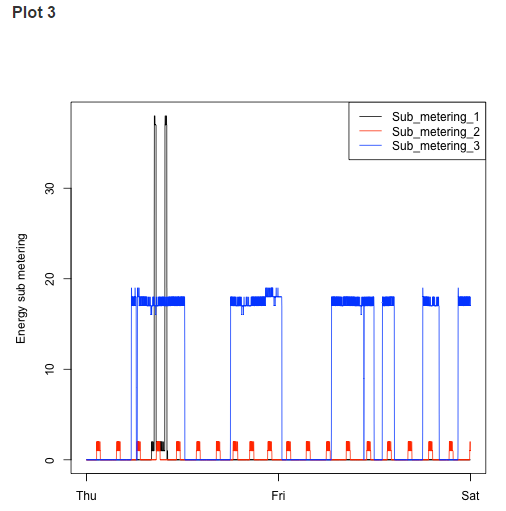 Plot 3
Sub_metering_1
Sub_metering_2
Sub_metering_3
Energy sub metering
30
20
10
0
Thu
Fri
Sat